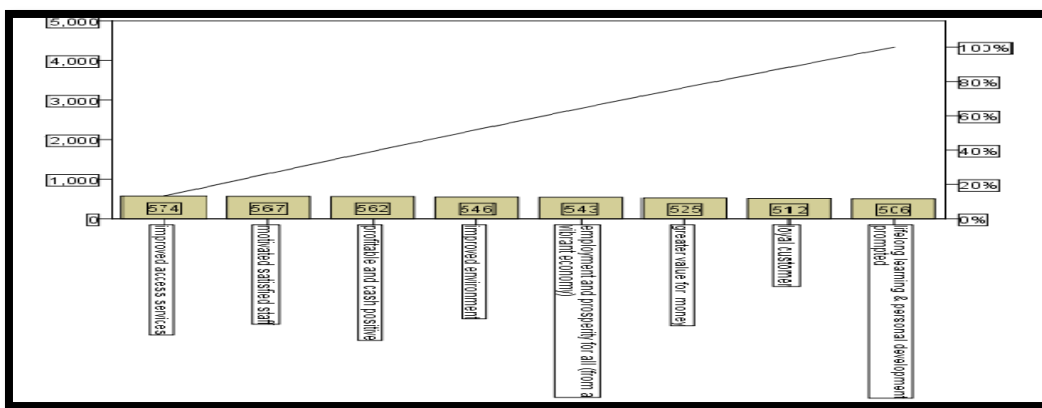 5,000
4,000
3,000
2,000
1,000
0
100%
80%
60%
40%
20%
0%
574
567
562
546
543
525
512
506
improved access services
motivated satisfied staff
profitable and cash positive
improved environment
employment and prosperity for all (from a
vibrant economy)
greater value for money
loyal customer
lifelong learning & personal development
prompted